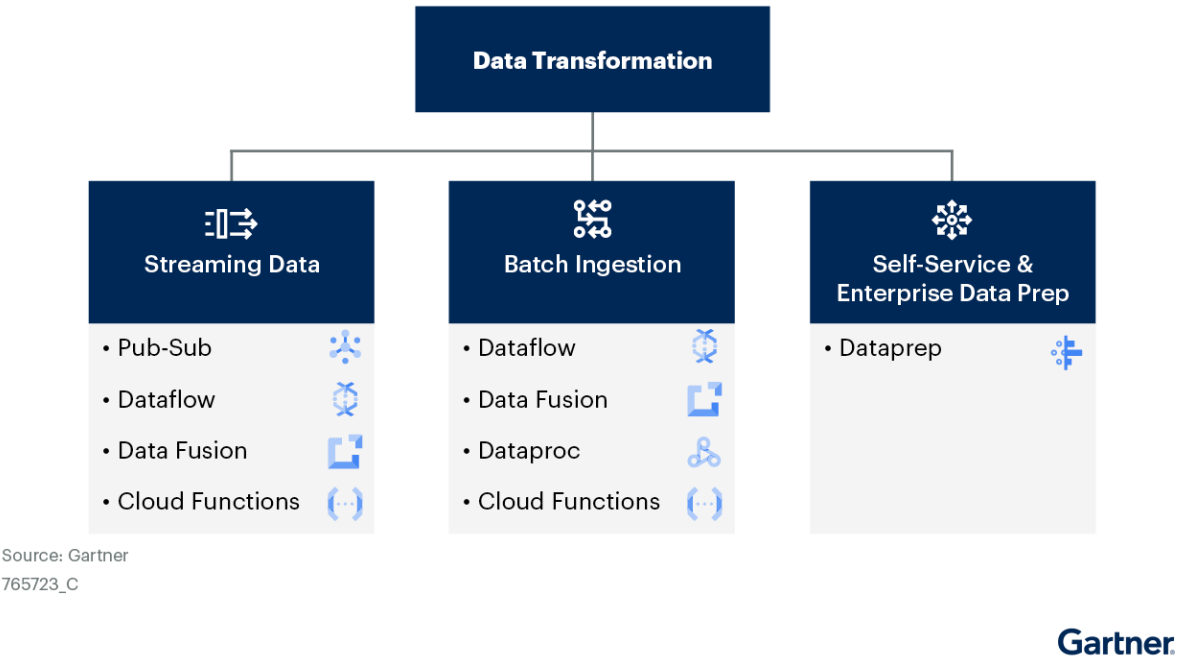 Data Transformation
Streaming Data
• Pub-Sub
• Dataflow
• Data Fusion
• Cloud Functions
Batch Ingestion
• Dataflow
• Data Fusion
• Dataproc
• Cloud Functions
Self-Service &
Enterprise Data Prep
• Dataprep
Source: Gartner
765723_C
Gartner.